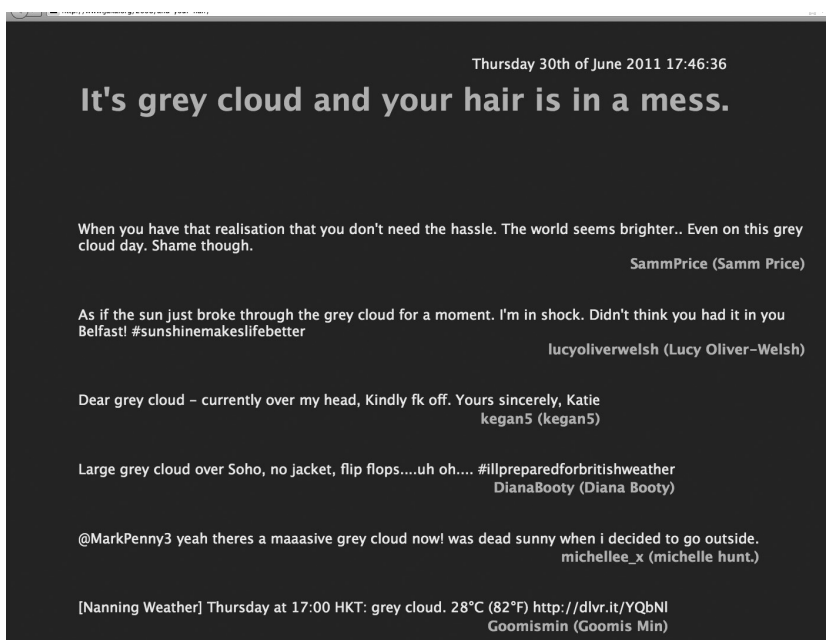 Thursday 30th of June 2011 17:46:36
It's grey cloud and your hair is in a mess.
When you have that realisation that you don't need the hassle. The world seems brighter.. Even on this grey
cloud day. Shame though.
SammPrice (Samm Price)
As if the sun just broke through the grey cloud for a moment. I'm in shock. Didn't think you had it in you
Belfast! #sunshinemakeslifebetter
lucyoliverwelsh (Lucy Oliver-Welsh)
Dear grey cloud - currently over my head, Kindly fk off. Yours sincerely, Katie
kegan5 (kegan5)
Large grey cloud over Soho, no jacket, flip flops....uh oh.... #illpreparedforbritishweather
DianaBooty (Diana Booty)
@MarkPenny3 yeah theres a maaasive grey cloud now! was dead sunny when i decided to go outside.
michellee_x (michelle hunt.)
[Nanning Weather] Thursday at 17:00 HKT: grey cloud. 28°C (82°F) http://dlvr.it/YQbNl
Goomismin (Goomis Min)